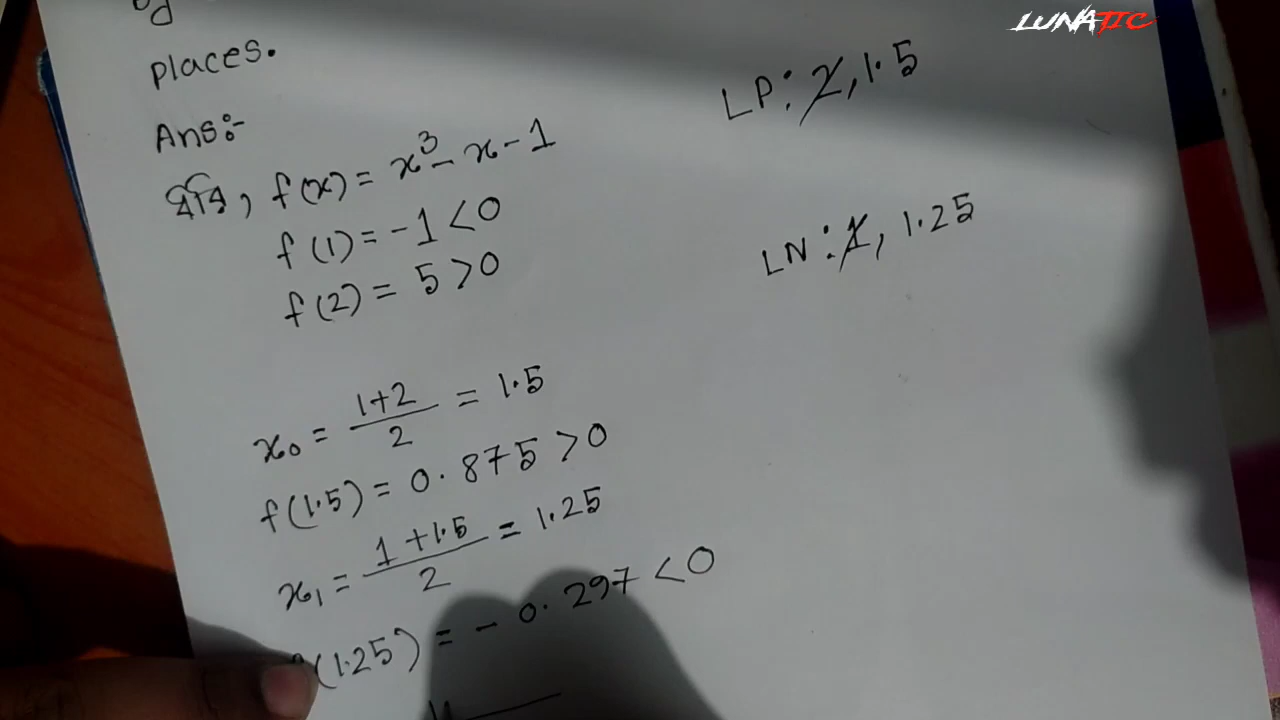 places.
Ans:-
ধরি, f(x) = x³ - x - 1
f(1) = -1 < 0
f(2) = 5 > 0
x₀ = (1+2)/2 = 1.5
f(1.5) = 0.875 > 0
x₁ = (1+1.5)/2 = 1.25
f(1.25) = -0.297 < 0
LP: 2, 1.5
LN: 1, 1.25
LUNATIC